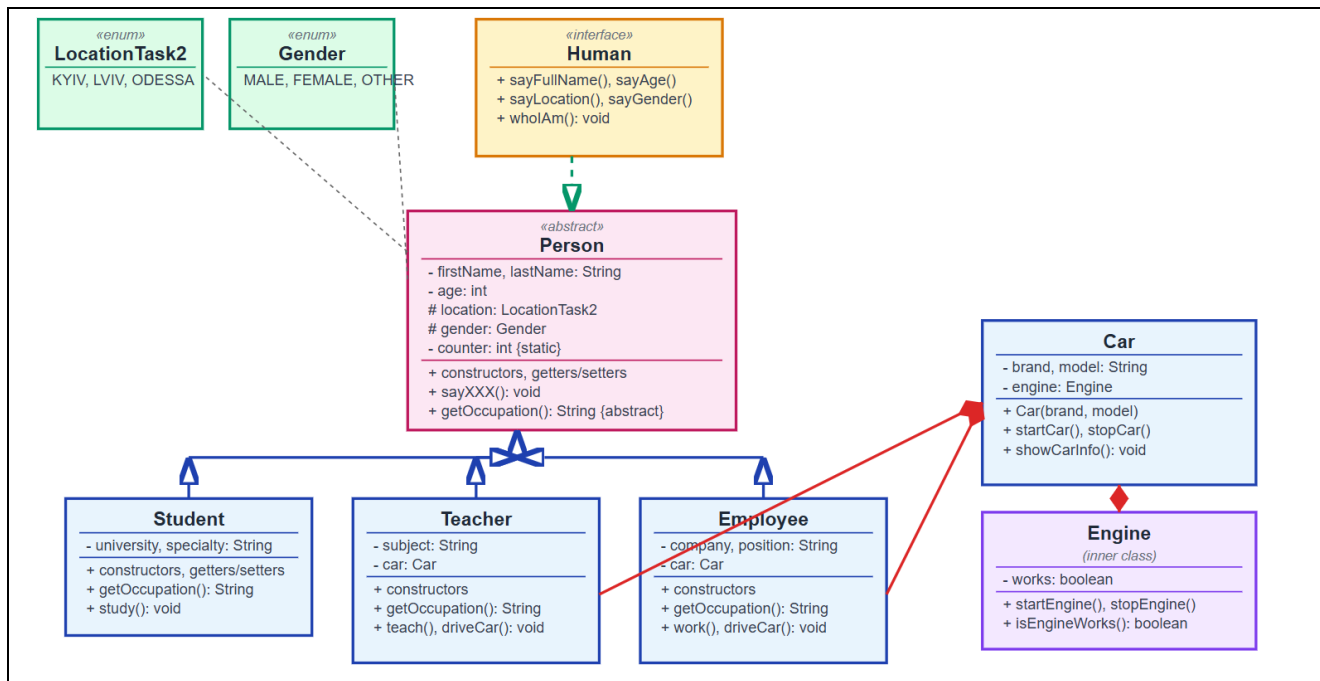 «enum»
LocationTask2
KYIV, LVIV, ODESSA
«enum»
Gender
MALE, FEMALE, OTHER
«interface»
Human
+ sayFullName(), sayAge()
+ sayLocation(), sayGender()
+ whoIAm(): void
«abstract»
Person
- firstName, lastName: String
- age: int
# location: LocationTask2
# gender: Gender
- counter: int {static}
+ constructors, getters/setters
+ sayXXX(): void
+ getOccupation(): String {abstract}
Car
- brand, model: String
- engine: Engine
+ Car(brand, model)
+ startCar(), stopCar()
+ showCarInfo(): void
Student
- university, specialty: String
+ constructors, getters/setters
+ getOccupation(): String
+ study(): void
Teacher
- subject: String
- car: Car
+ constructors
+ getOccupation(): String
+ teach(), driveCar(): void
Employee
- company, position: String
- car: Car
+ constructors
+ getOccupation(): String
+ work(), driveCar(): void
Engine
(inner class)
- works: boolean
+ startEngine(), stopEngine()
+ isEngineWorks(): boolean